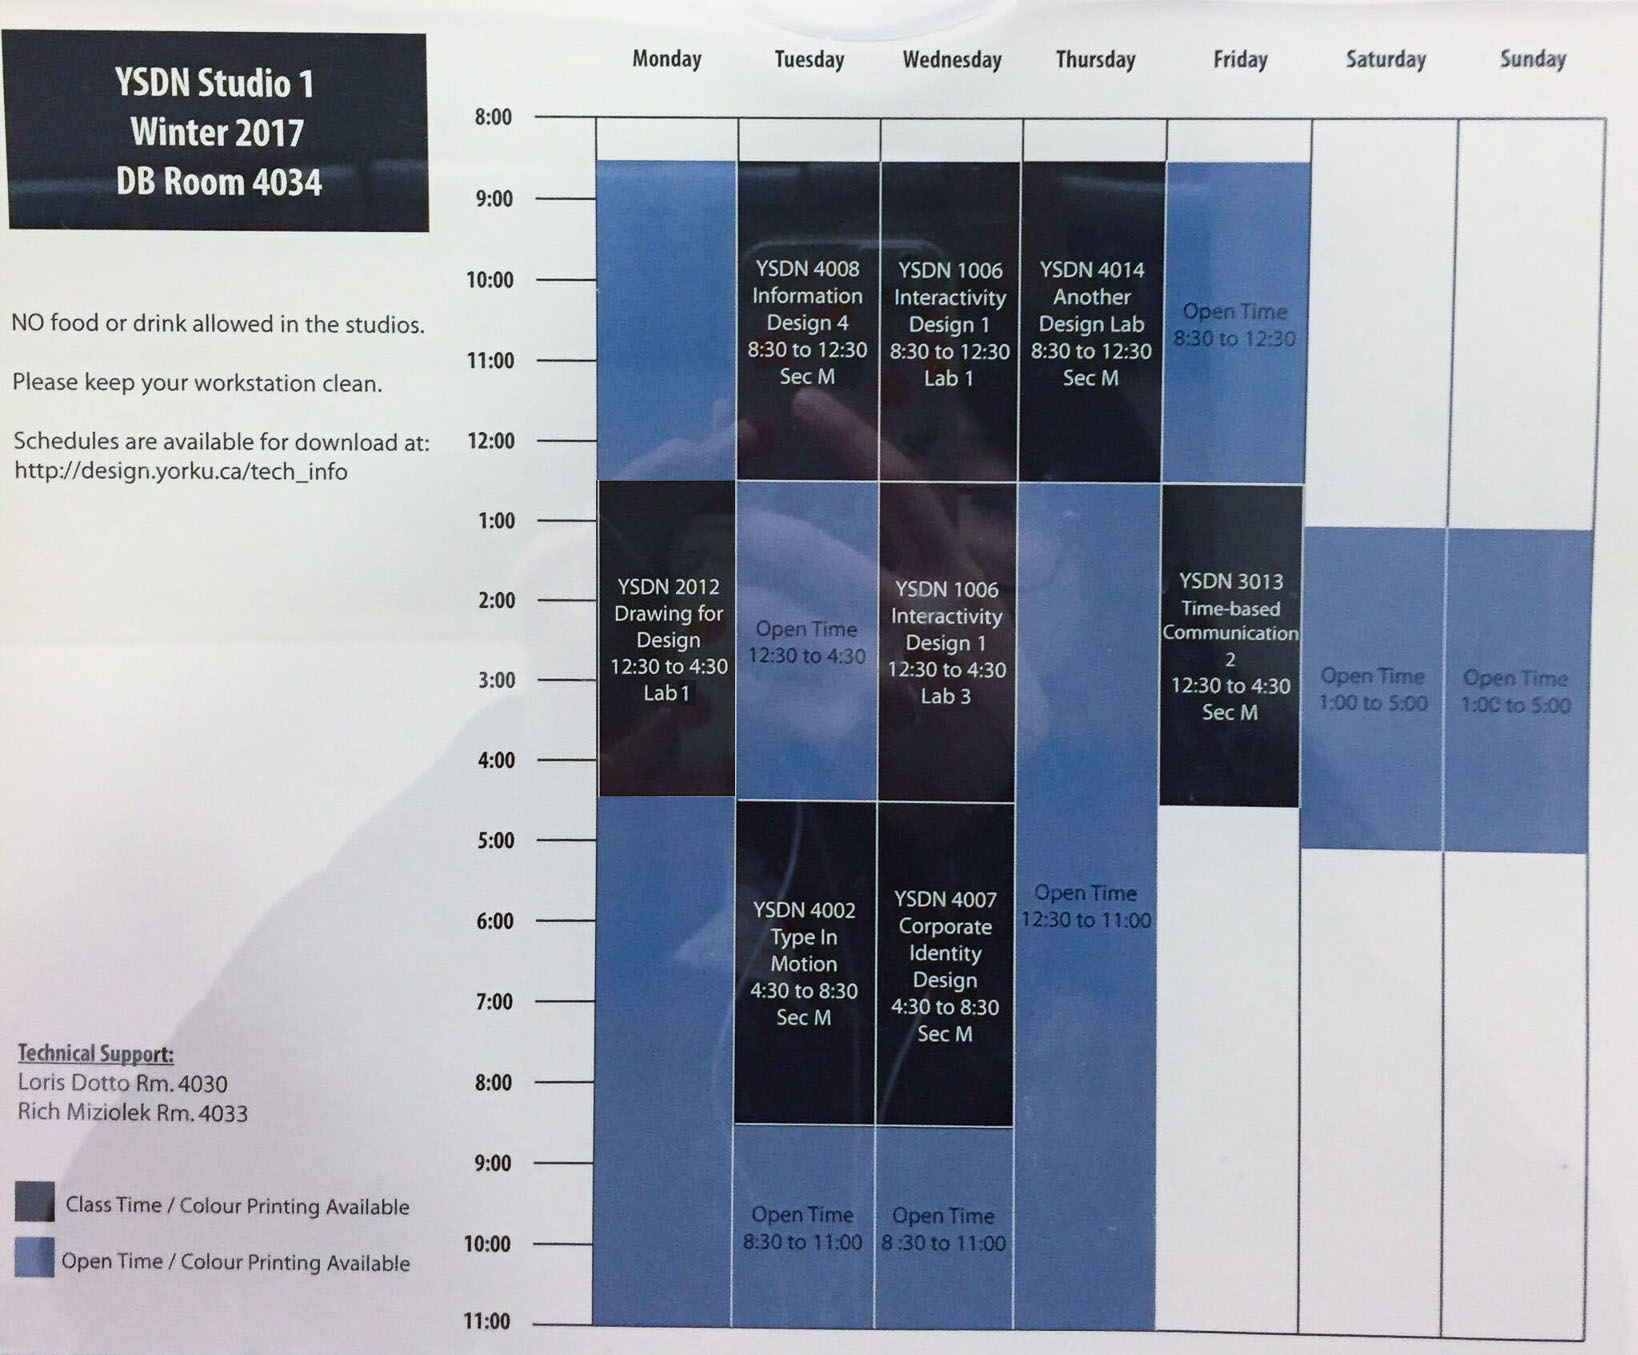 YSDN Studio 1
Winter 2017
DB Room 4034
NO food or drink allowed in the studios.
Please keep your workstation clean.
Schedules are available for download at:
http://design.yorku.ca/tech_info
Technical Support:
Loris Dotto Rm. 4030
Rich Miziolek Rm. 4033
Class Time / Colour Printing Available
Open Time / Colour Printing Available
Monday Tuesday Wednesday Thursday Friday Saturday Sunday
8:00
9:00
10:00
11:00
12:00
1:00
2:00
3:00
4:00
5:00
6:00
7:00
8:00
9:00
10:00
11:00
YSDN 2012
Drawing for
Design
12:30 to 4:30
Lab 1
YSDN 4008
Information
Design 4
8:30 to 12:30
Sec M
Open Time
12:30 to 4:30
YSDN 4002
Type In
Motion
4:30 to 8:30
Sec M
Open Time
8:30 to 11:00
YSDN 1006
Interactivity
Design 1
8:30 to 12:30
Lab 1
YSDN 1006
Interactivity
Design 1
12:30 to 4:30
Lab 3
YSDN 4007
Corporate
Identity
Design
4:30 to 8:30
Sec M
Open Time
8 :30 to 11:00
YSDN 4014
Another
Design Lab
8:30 to 12:30
Sec M
Open Time
12:30 to 11:00
Open Time
8:30 to 12:30
YSDN 3013
Time-based
Communication
2
12:30 to 4:30
Sec M
Open Time
1:00 to 5:00
Open Time
1:00 to 5:00